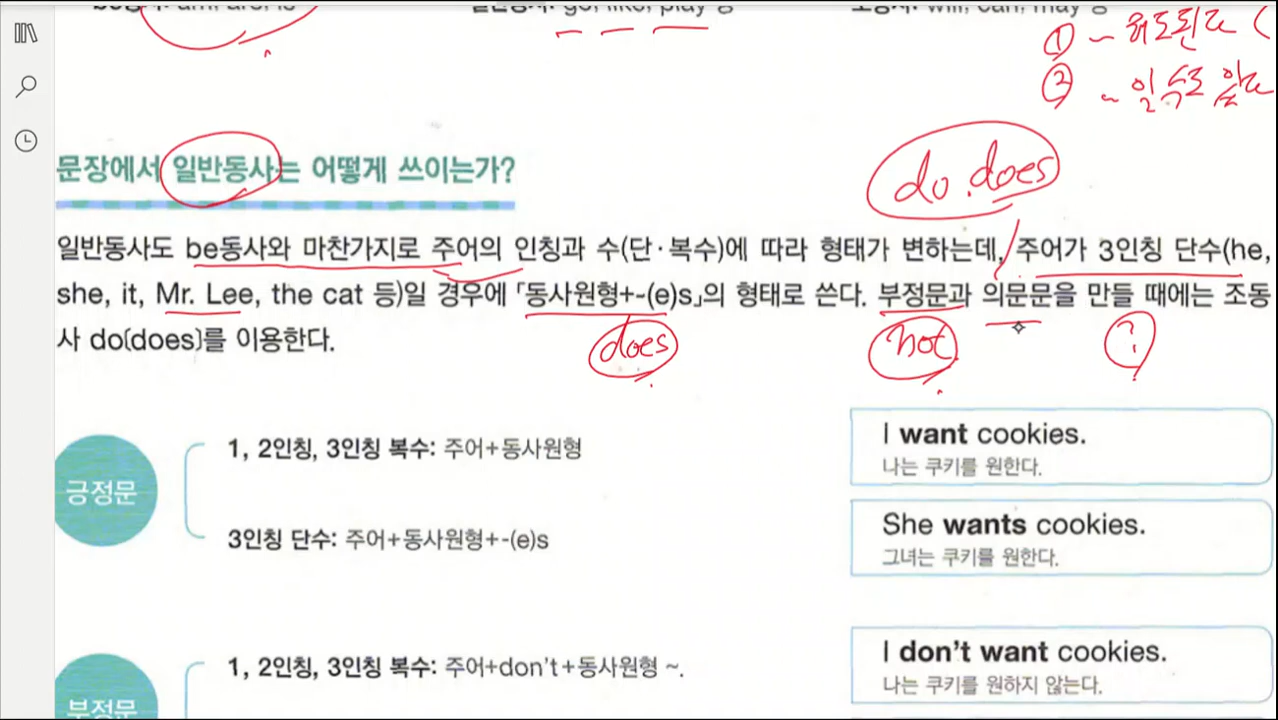 be동사: am, are, is
일반동사: go, like, play 등
조동사: will, can, may 등
①
②
문장에서 일반동사는 어떻게 쓰이는가?
do does
일반동사도 be동사와 마찬가지로 주어의 인칭과 수(단·복수)에 따라 형태가 변하는데, 주어가 3인칭 단수(he,
she, it, Mr. Lee, the cat 등)일 경우에 「동사원형+-(e)s」의 형태로 쓴다. 부정문과 의문문을 만들 때에는 조동
사 do(does)를 이용한다.
does
not
?
긍정문
1, 2인칭, 3인칭 복수: 주어+동사원형
I want cookies.
나는 쿠키를 원한다.
3인칭 단수: 주어+동사원형+-(e)s
She wants cookies.
그녀는 쿠키를 원한다.
부정문
1, 2인칭, 3인칭 복수: 주어+don't+동사원형 ~.
I don't want cookies.
나는 쿠키를 원하지 않는다.